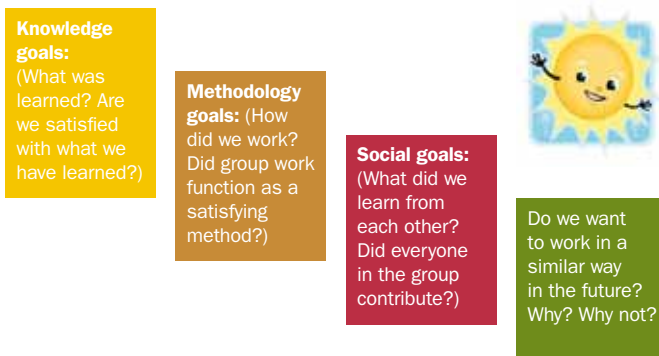 Knowledge
goals:
(What was
learned? Are
we satisfied
with what we
have learned?)
Methodology
goals: (How
did we work?
Did group work
function as a
satisfying
method?)
Social goals:
(What did we
learn from
each other?
Did everyone
in the group
contribute?)
Do we want
to work in a
similar way
in the future?
Why? Why not?